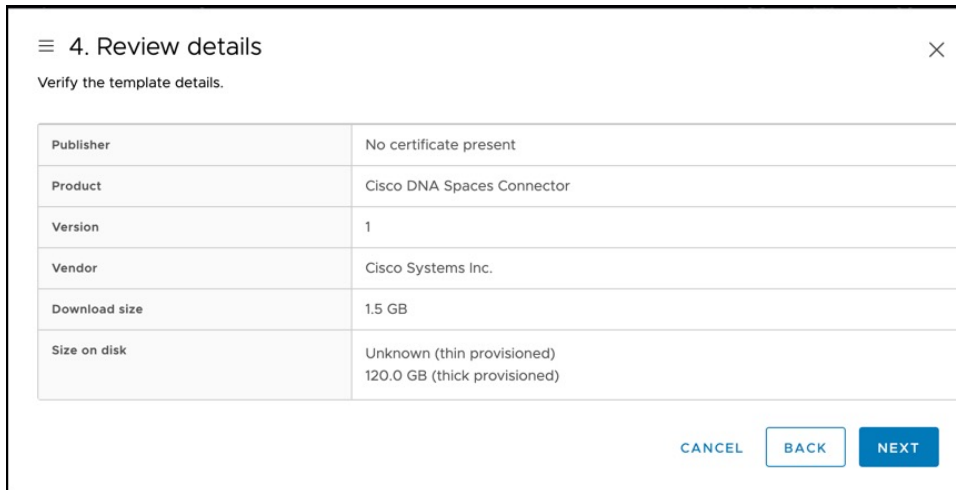 4. Review details
Verify the template details.
Publisher No certificate present
Product Cisco DNA Spaces Connector
Version 1
Vendor Cisco Systems Inc.
Download size 1.5 GB
Size on disk Unknown (thin provisioned)
120.0 GB (thick provisioned)
CANCEL BACK NEXT